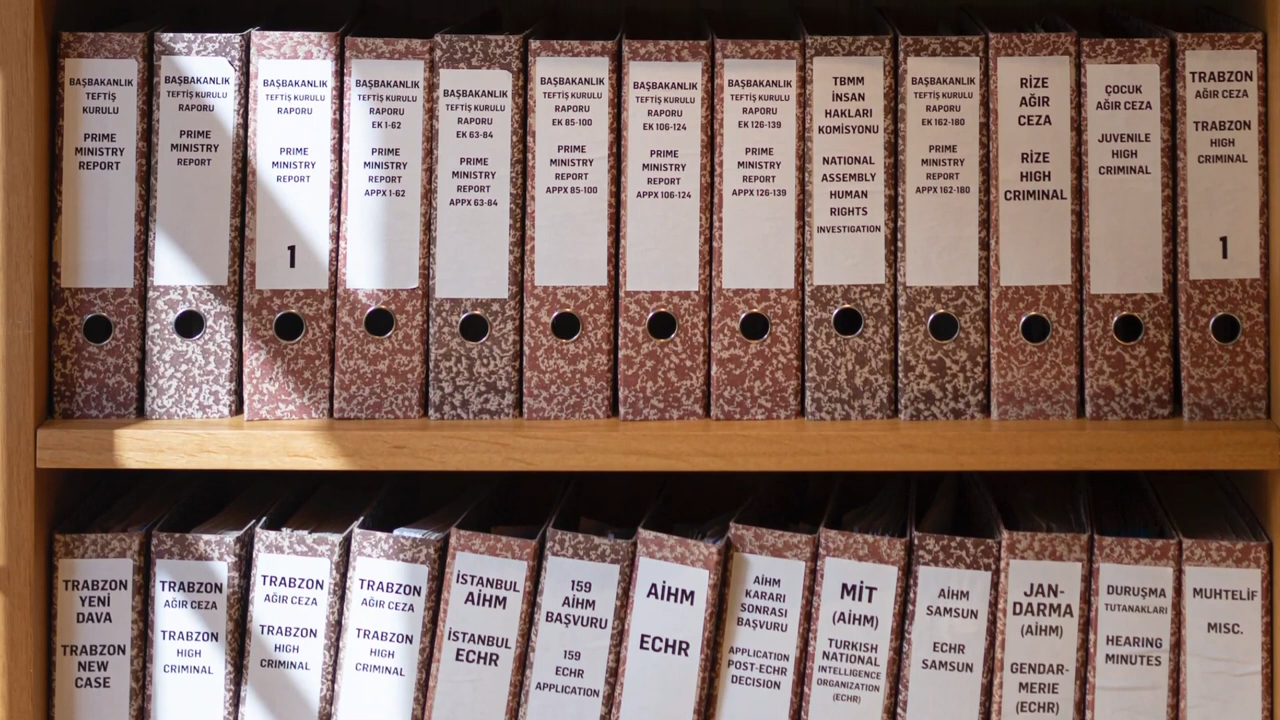 BAŞBAKANLIK
TEFTİŞ
KURULU
PRIME
MINISTRY
REPORT
BAŞBAKANLIK
TEFTİŞ KURULU
RAPORU
PRIME
MINISTRY
REPORT
BAŞBAKANLIK
TEFTİŞ KURULU
RAPORU
PRIME
MINISTRY
REPORT
1
BAŞBAKANLIK
TEFTİŞ KURULU
RAPORU
EK 1-62
PRIME
MINISTRY
REPORT
APPX 1-62
BAŞBAKANLIK
TEFTİŞ KURULU
RAPORU
EK 63-84
PRIME
MINISTRY
REPORT
APPX 63-84
BAŞBAKANLIK
TEFTİŞ KURULU
RAPORU
EK 85-100
PRIME
MINISTRY
REPORT
APPX 85-100
BAŞBAKANLIK
TEFTİŞ KURULU
RAPORU
EK 106-124
PRIME
MINISTRY
REPORT
APPX 106-124
BAŞBAKANLIK
TEFTİŞ KURULU
RAPORU
EK 126-139
PRIME
MINISTRY
REPORT
APPX 126-139
TBMM
İNSAN
HAKLARI
KOMİSYONU
NATIONAL
ASSEMBLY
HUMAN
RIGHTS
INVESTIGATION
BAŞBAKANLIK
TEFTİŞ KURULU
RAPORU
EK 162-180
PRIME
MINISTRY
REPORT
APPX 162-180
RİZE
AĞIR
CEZA
RİZE
HIGH
CRIMINAL
ÇOCUK
AĞIR CEZA
JUVENILE
HIGH
CRIMINAL
TRABZON
AĞIR CEZA
TRABZON
HIGH
CRIMINAL
1
TRABZON
YENİ
DAVA
TRABZON
NEW
CASE
TRABZON
AĞIR CEZA
TRABZON
HIGH
CRIMINAL
TRABZON
AĞIR CEZA
TRABZON
HIGH
CRIMINAL
TRABZON
AĞIR CEZA
TRABZON
HIGH
CRIMINAL
İSTANBUL
AİHM
İSTANBUL
ECHR
159
AİHM
BAŞVURU
159
ECHR
APPLICATION
AİHM
ECHR
AİHM
KARARI
SONRASI
BAŞVURU
APPLICATION
POST-ECHR
DECISION
MİT
(AİHM)
TURKISH
NATIONAL
INTELLIGENCE
ORGANIZATION
(ECHR)
AİHM
SAMSUN
ECHR
SAMSUN
JAN-
DARMA
(AİHM)
GENDAR-
MERIE
(ECHR)
DURUŞMA
TUTANAKLARI
HEARING
MINUTES
MUHTELİF
MISC.